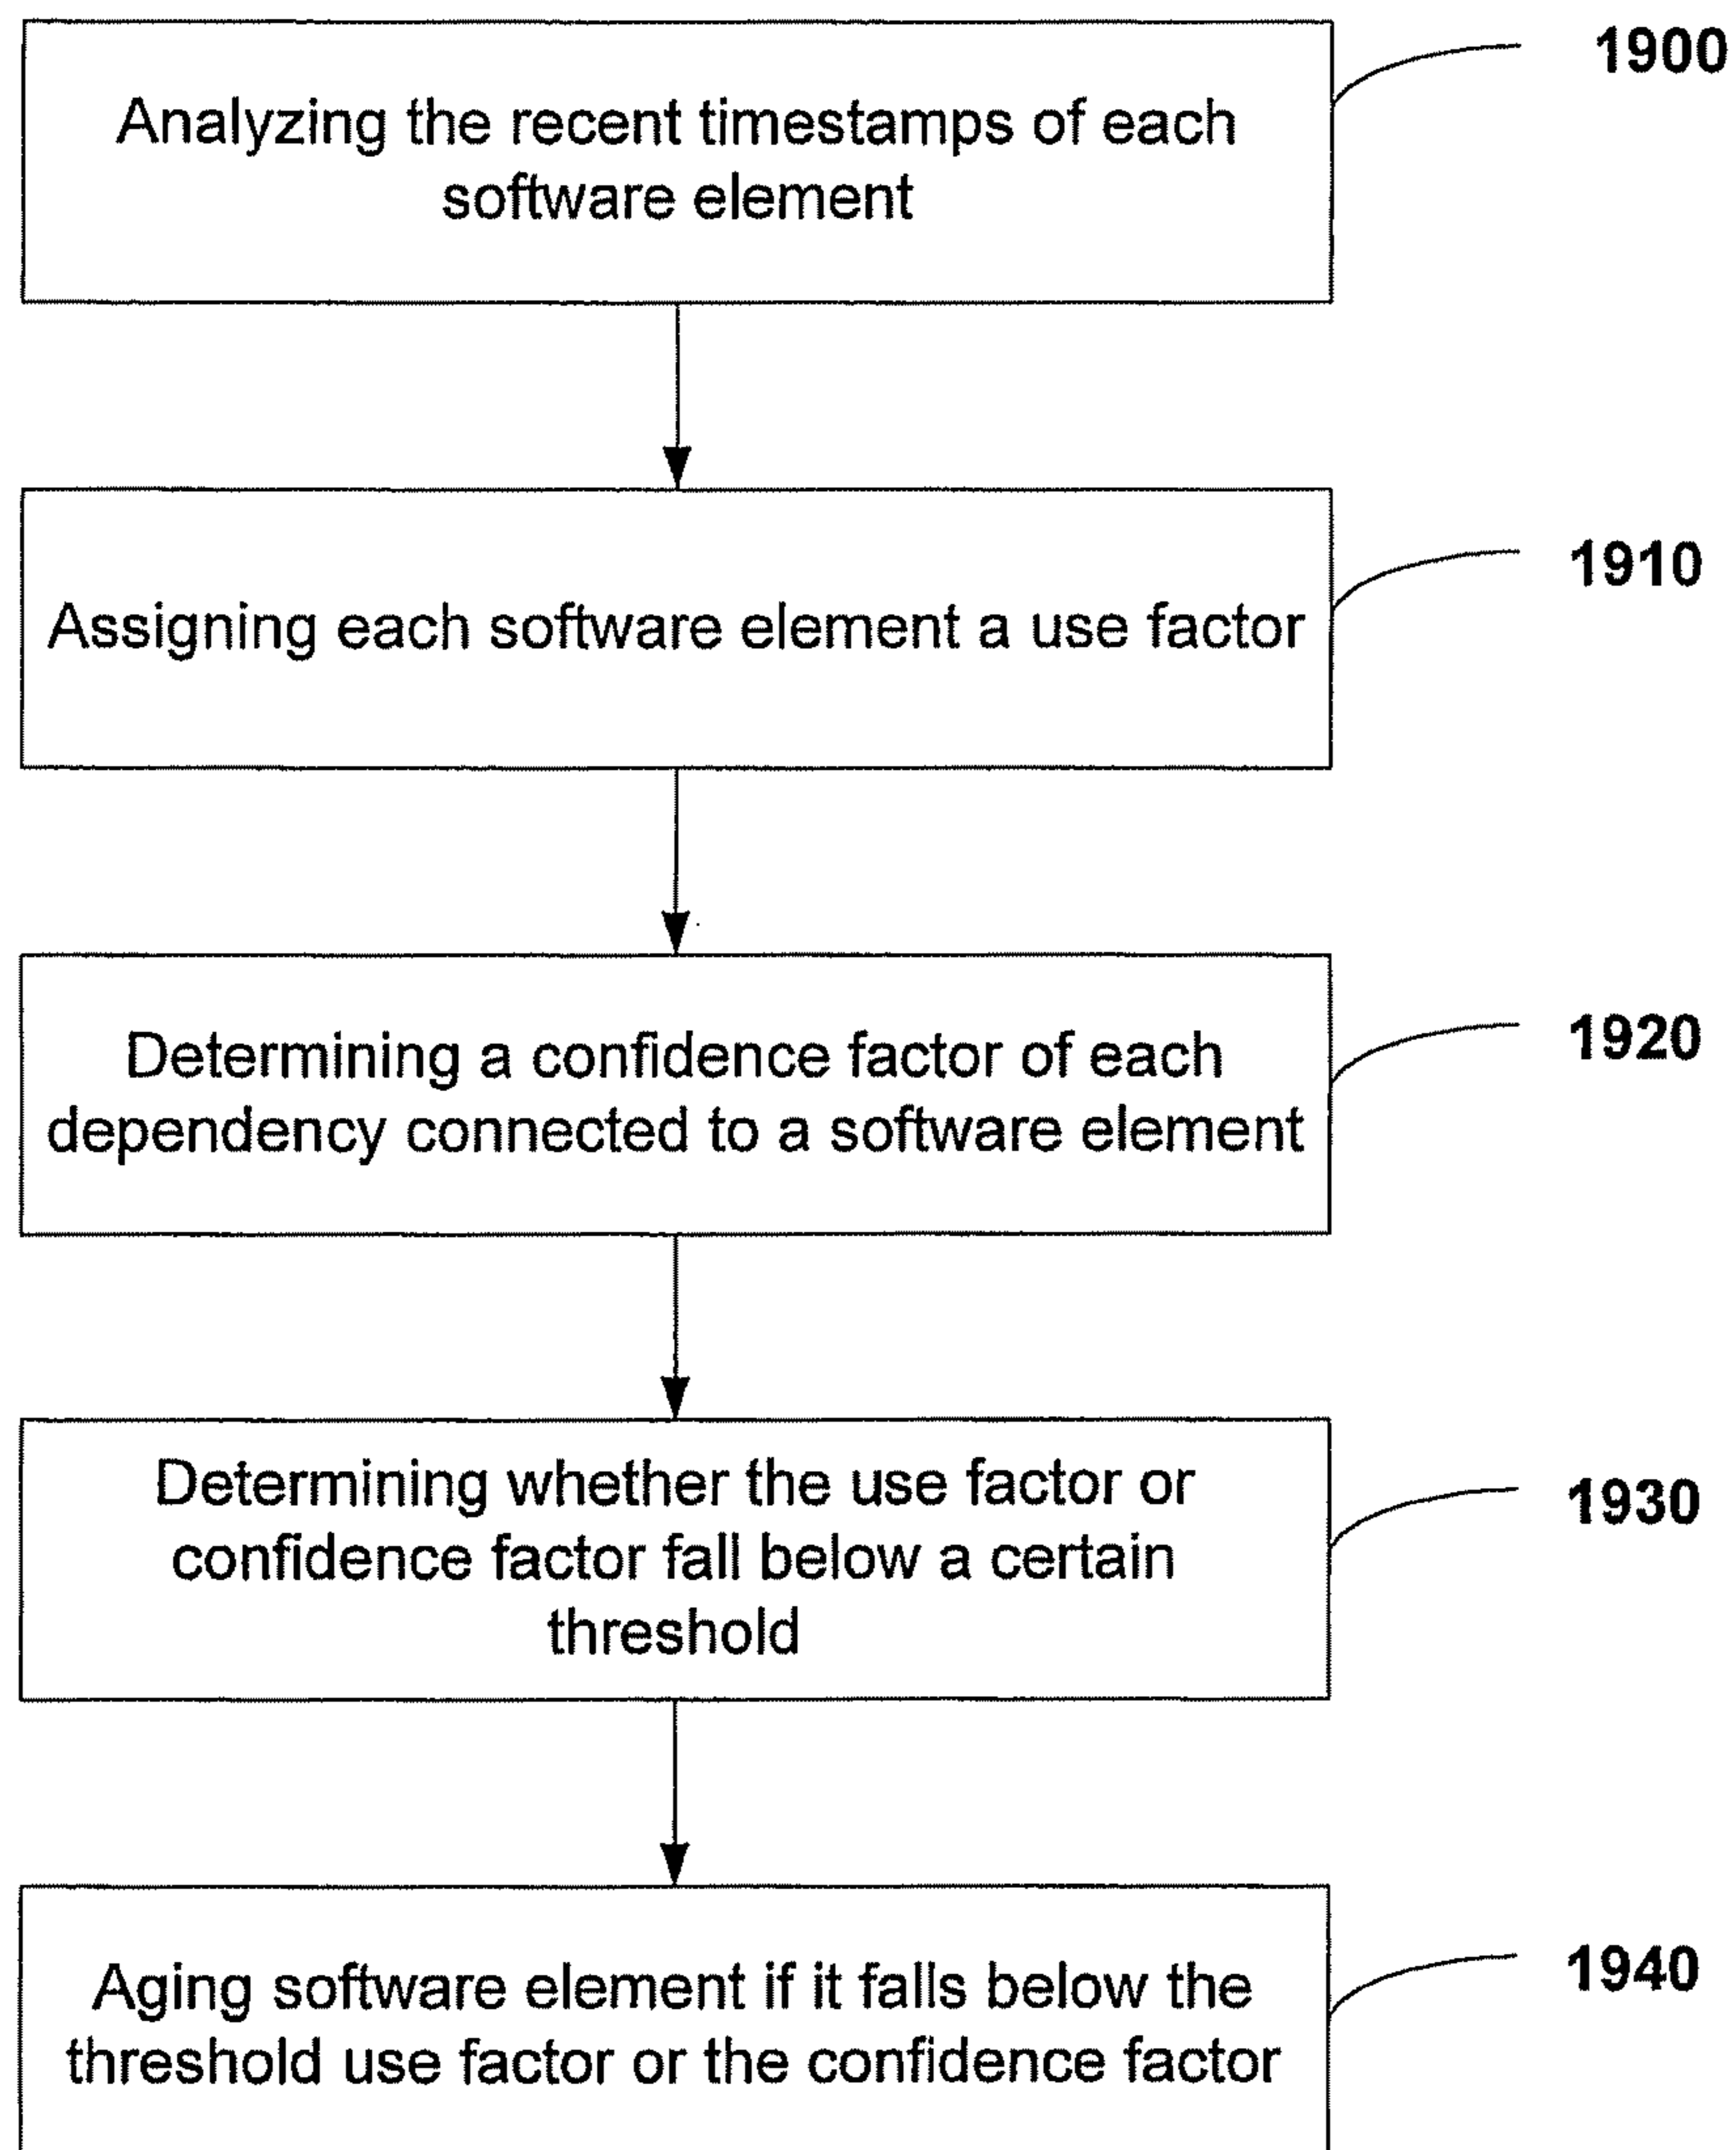 1900
Analyzing the recent timestamps of each
software element
1910
Assigning each software element a use factor
1920
Determining a confidence factor of each
dependency connected to a software element
1930
Determining whether the use factor or
confidence factor fall below a certain
threshold
1940
Aging software element if it falls below the
threshold use factor or the confidence factor